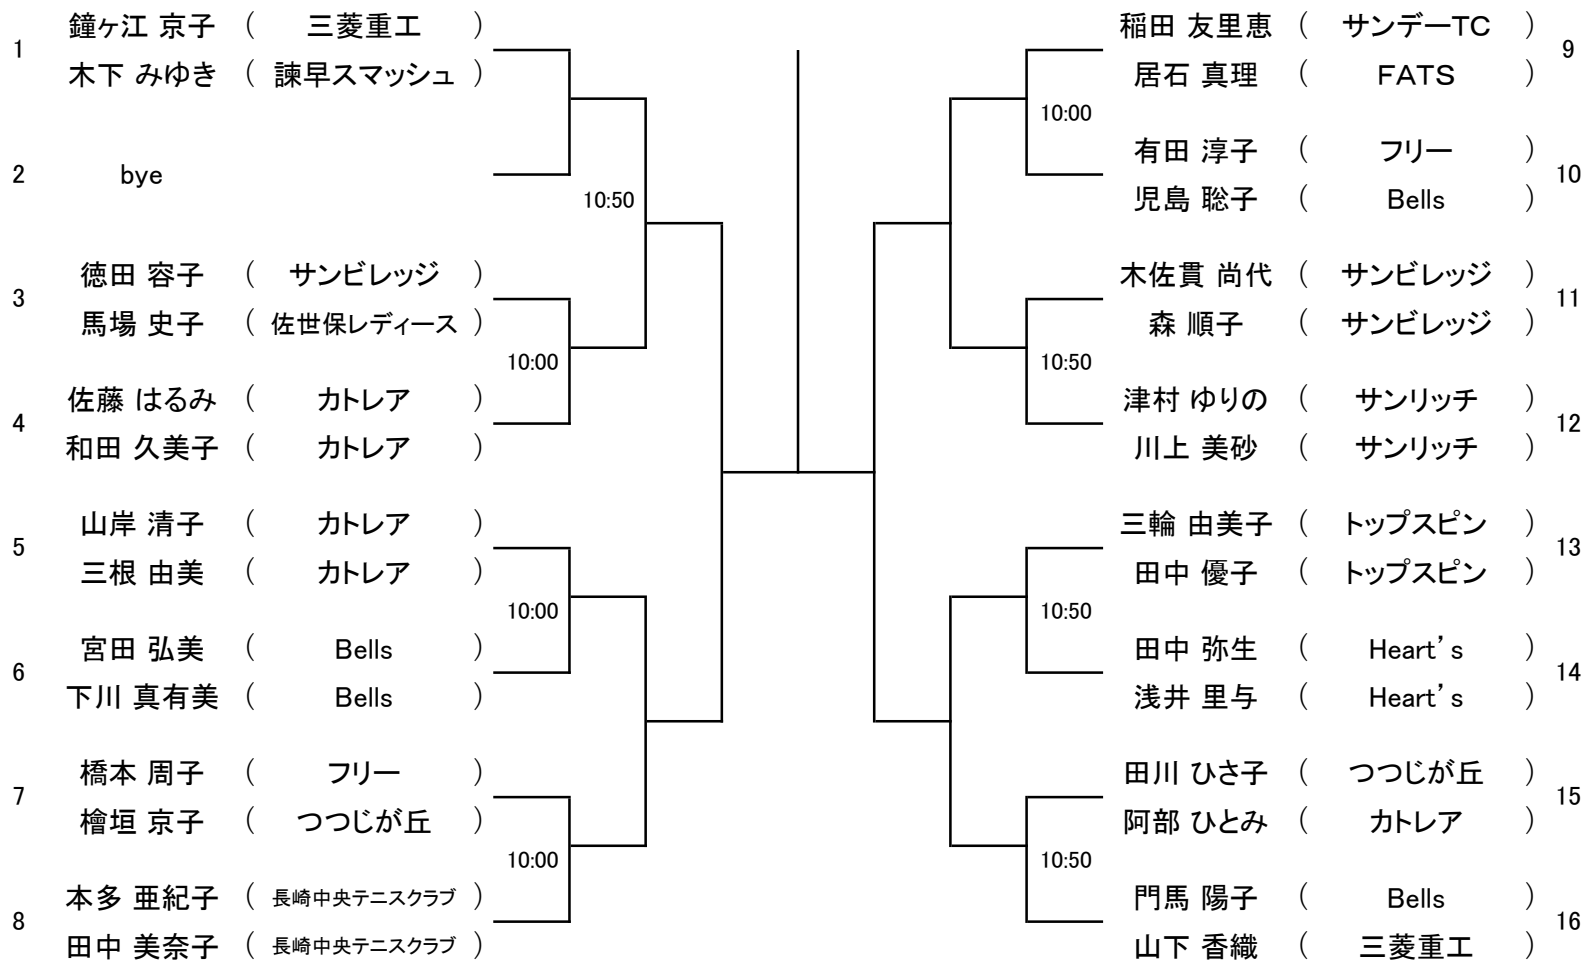 1
鐘ヶ江 京子 ( 三菱重工 )
木下 みゆき ( 諫早スマッシュ )
2
bye
10:50
3
徳田 容子 ( サンビレッジ )
馬場 史子 ( 佐世保レディース )
10:00
4
佐藤 はるみ ( カトレア )
和田 久美子 ( カトレア )
5
山岸 清子 ( カトレア )
三根 由美 ( カトレア )
10:00
6
宮田 弘美 ( Bells )
下川 真有美 ( Bells )
7
橋本 周子 ( フリー )
檜垣 京子 ( つつじが丘 )
10:00
8
本多 亜紀子 ( 長崎中央テニスクラブ )
田中 美奈子 ( 長崎中央テニスクラブ )
稲田 友里恵 ( サンデーTC )
9
居石 真理 ( FATS )
10:00
有田 淳子 ( フリー )
10
児島 聡子 ( Bells )
木佐貫 尚代 ( サンビレッジ )
11
森 順子 ( サンビレッジ )
10:50
津村 ゆりの ( サンリッチ )
12
川上 美砂 ( サンリッチ )
三輪 由美子 ( トップスピン )
13
田中 優子 ( トップスピン )
10:50
田中 弥生 ( Heart's )
14
浅井 里与 ( Heart's )
田川 ひさ子 ( つつじが丘 )
15
阿部 ひとみ ( カトレア )
10:50
門馬 陽子 ( Bells )
16
山下 香織 ( 三菱重工 )